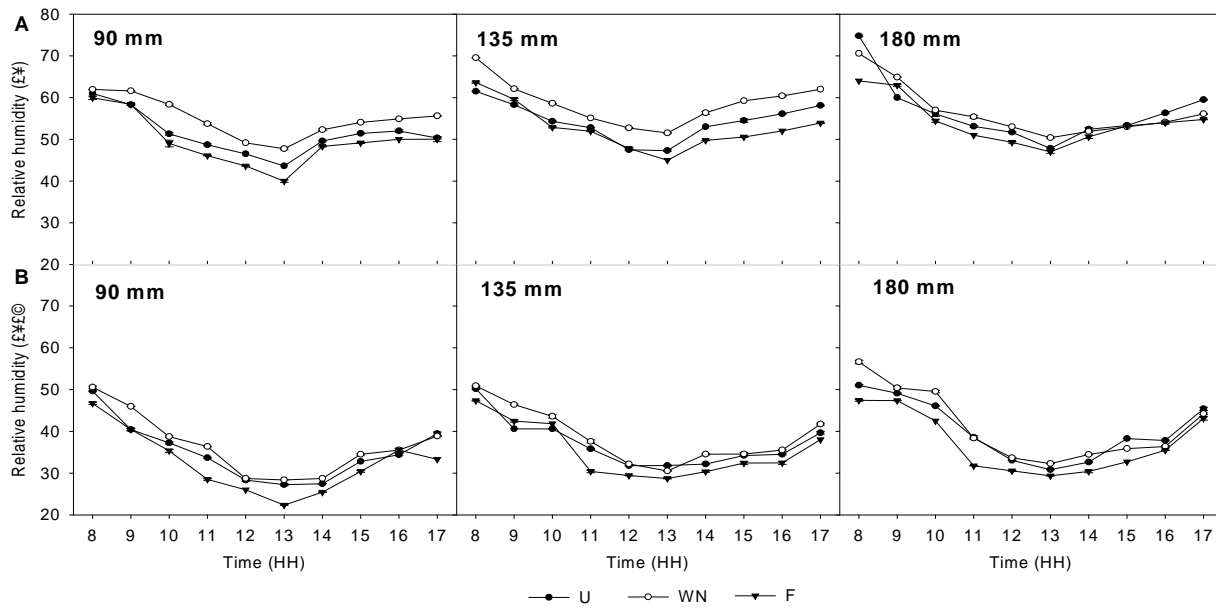 A
90 mm
135 mm
180 mm
Relative humidity (£¥)
80
70
60
50
40
30
20
B
90 mm
135 mm
180 mm
Relative humidity (£¥£©
70
60
50
40
30
20
8 9 10 11 12 13 14 15 16 17
8 9 10 11 12 13 14 15 16 17
8 9 10 11 12 13 14 15 16 17
Time (HH)
Time (HH)
Time (HH)
U WN F